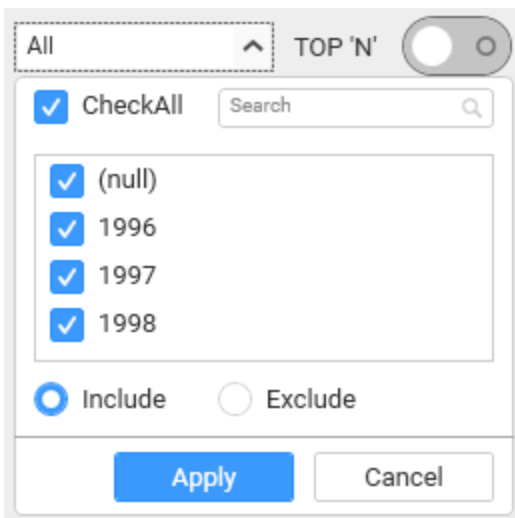 All TOP 'N'
CheckAll Search
(null)
1996
1997
1998
Include Exclude
Apply Cancel